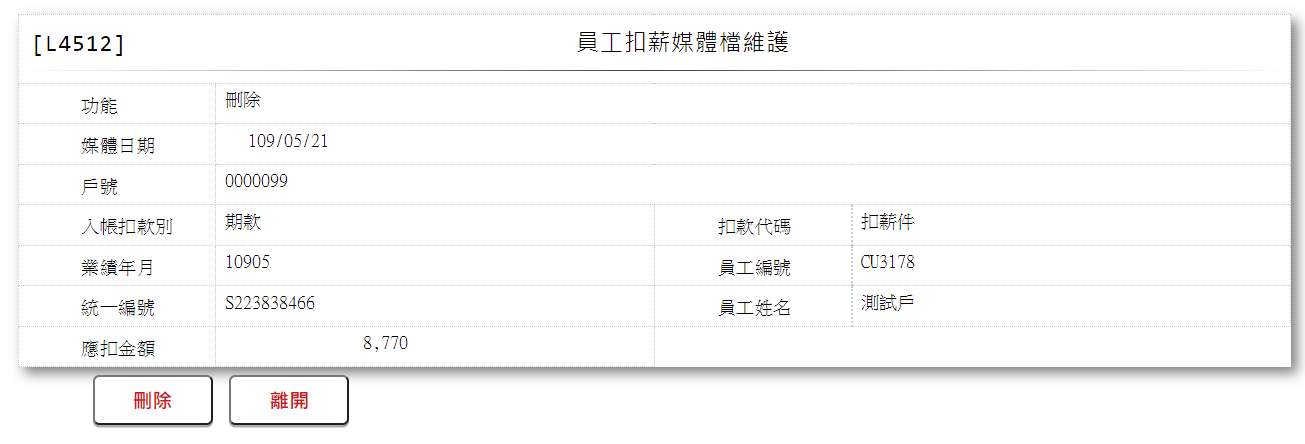 [L4512] 員工扣薪媒體檔維護
功能 刪除
媒體日期 109/05/21
戶號 0000099
入帳扣款別 期款 扣款代碼 扣薪件
業績年月 10905 員工編號 CU3178
統一編號 S223838466 員工姓名 測試戶
應扣金額 8,770
刪除 離開